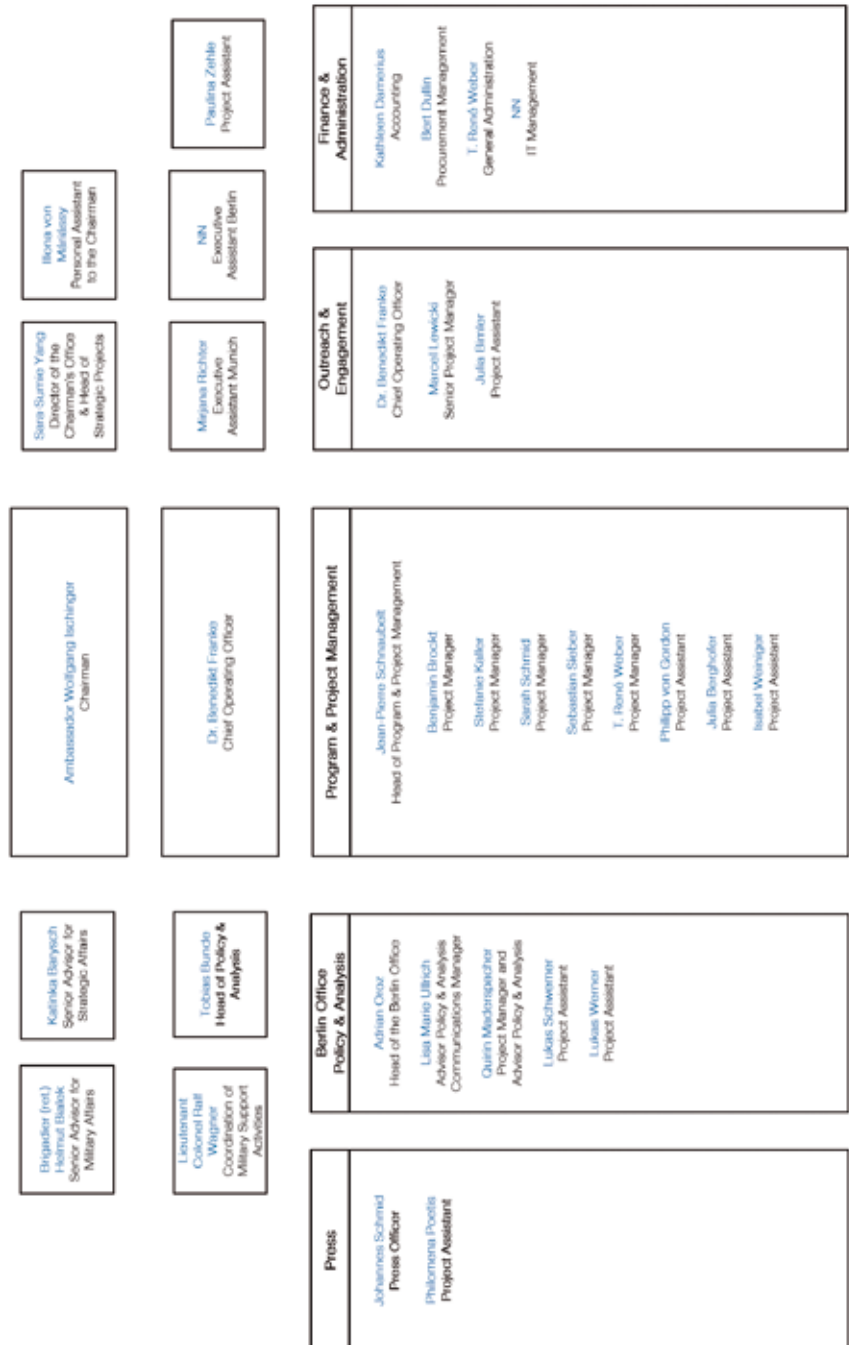 Brigadier (ret.)
Helmut Bialek
Senior Advisor for
Military Affairs
Katinka Barysch
Senior Advisor for
Strategic Affairs
Ambassador Wolfgang Ischinger
Chairman
Sara Sumie Yang
Director of the
Chairman's Office
& Head of
Strategic Projects
Ilona von
Máriássy
Personal Assistant
to the Chairman
Lieutenant
Colonel Ralf
Wagner
Coordination of
Military Support
Activities
Tobias Bunde
Head of Policy &
Analysis
Dr. Benedikt Franke
Chief Operating Officer
Mirjana Richter
Executive
Assistant Munich
NN
Executive
Assistant Berlin
Paulina Zehle
Project Assistant
Press
Johannes Schmid
Press Officer
Philomena Poetis
Project Assistant
Berlin Office
Policy & Analysis
Adrian Oroz
Head of the Berlin Office
Lisa Marie Ullrich
Advisor Policy & Analysis
Communications Manager
Quirin Maderspacher
Project Manager and
Advisor Policy & Analysis
Lukas Schwemer
Project Assistant
Lukas Werner
Project Assistant
Program & Project Management
Jean-Pierre Schnaubelt
Head of Program & Project Management
Benjamin Brockt
Project Manager
Stefanie Kaller
Project Manager
Sarah Schmid
Project Manager
Sebastian Sieber
Project Manager
T. René Weber
Project Manager
Philipp von Gordon
Project Assistant
Julia Berghofer
Project Assistant
Isabel Weiniger
Project Assistant
Outreach &
Engagement
Dr. Benedikt Franke
Chief Operating Officer
Marcel Lewicki
Senior Project Manager
Julia Bimler
Project Assistant
Finance &
Administration
Kathleen Damerius
Accounting
Bert Dullin
Procurement Management
T. René Weber
General Administration
NN
IT Management